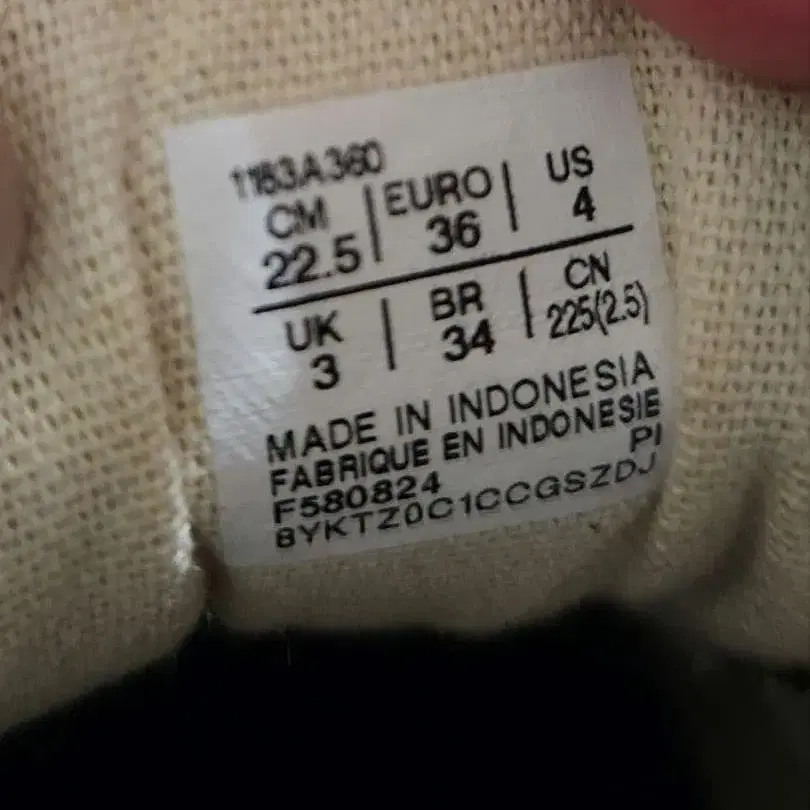 1183A360
CM | EURO | US
22.5 | 36 | 4
UK | BR | CN
3 | 34 | 225(2.5)
MADE IN INDONESIA
FABRIQUE EN INDONESIE
PI
F580824
8YKTZ0C1CCGSZDJ